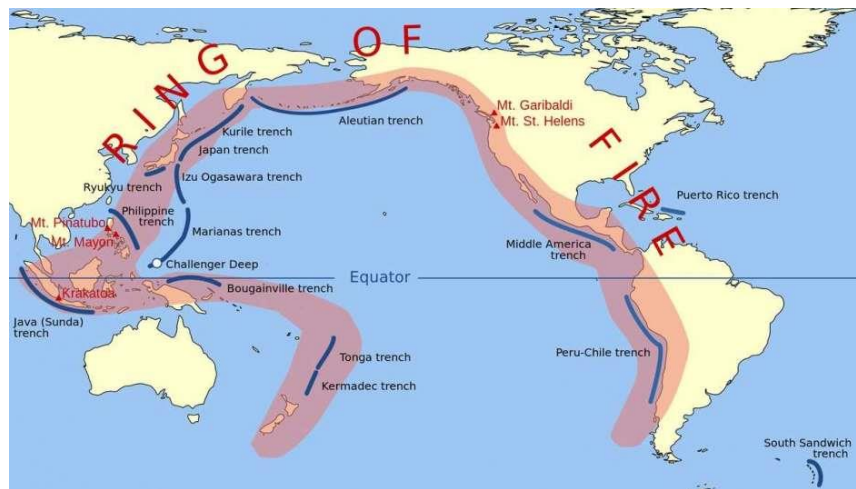 RING OF FIRE
Mt. Garibaldi
Mt. St. Helens
Aleutian trench
Kurile trench
Japan trench
Ryukyu trench
Izu Ogasawara trench
Puerto Rico trench
Philippine
trench
Mt. Pinatubo
Mt. Mayon
Marianas trench
Middle America
trench
Challenger Deep
Equator
Bougainville trench
Krakatoa
Java (Sunda)
trench
Tonga trench
Peru-Chile trench
Kermadec trench
South Sandwich
trench